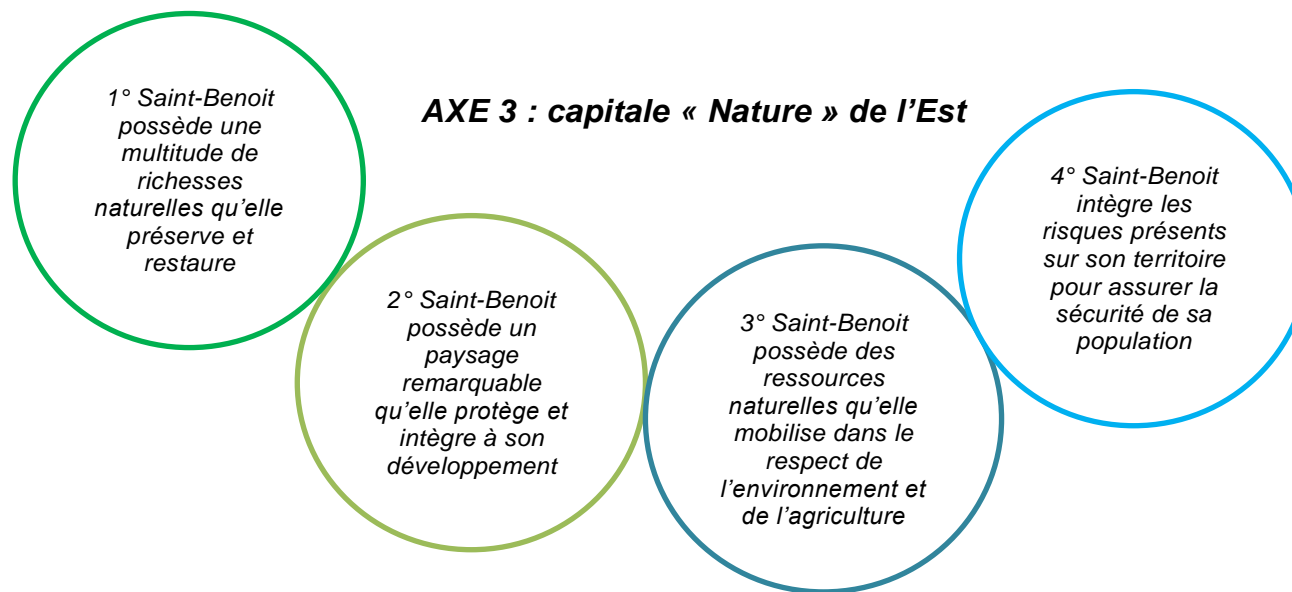 AXE 3 : capitale « Nature » de l’Est
1° Saint-Benoit
possède une
multitude de
richesses
naturelles qu’elle
préserve et
restaure
2° Saint-Benoit
possède un
paysage
remarquable
qu’elle protège et
intègre à son
développement
3° Saint-Benoit
possède des
ressources
naturelles qu’elle
mobilise dans le
respect de
l’environnement et
de l’agriculture
4° Saint-Benoit
intègre les
risques présents
sur son territoire
pour assurer la
sécurité de sa
population